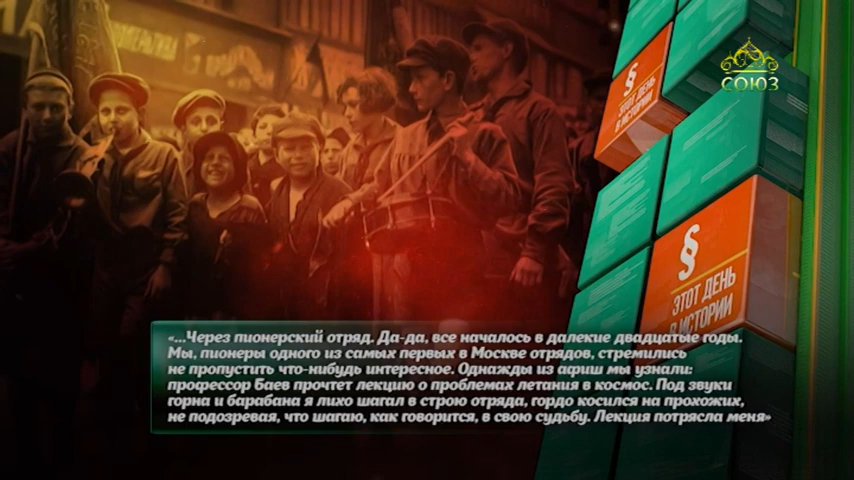 СОЮЗ
§
ЭТОТ ДЕНЬ
В ИСТОРИИ
§
ЭТОТ ДЕНЬ
В ИСТОРИИ
«...Через пионерский отряд. Да-да, все началось в далекие двадцатые годы.
Мы, пионеры одного из самых первых в Москве отрядов, стремились
не пропустить что-нибудь интересное. Однажды из афиш мы узнали:
профессор Баев прочтет лекцию о проблемах летания в космос. Под звуки
горна и барабана я лихо шагал в строю отряда, гордо косился на прохожих,
не подозревая, что шагаю, как говорится, в свою судьбу. Лекция потрясла меня»